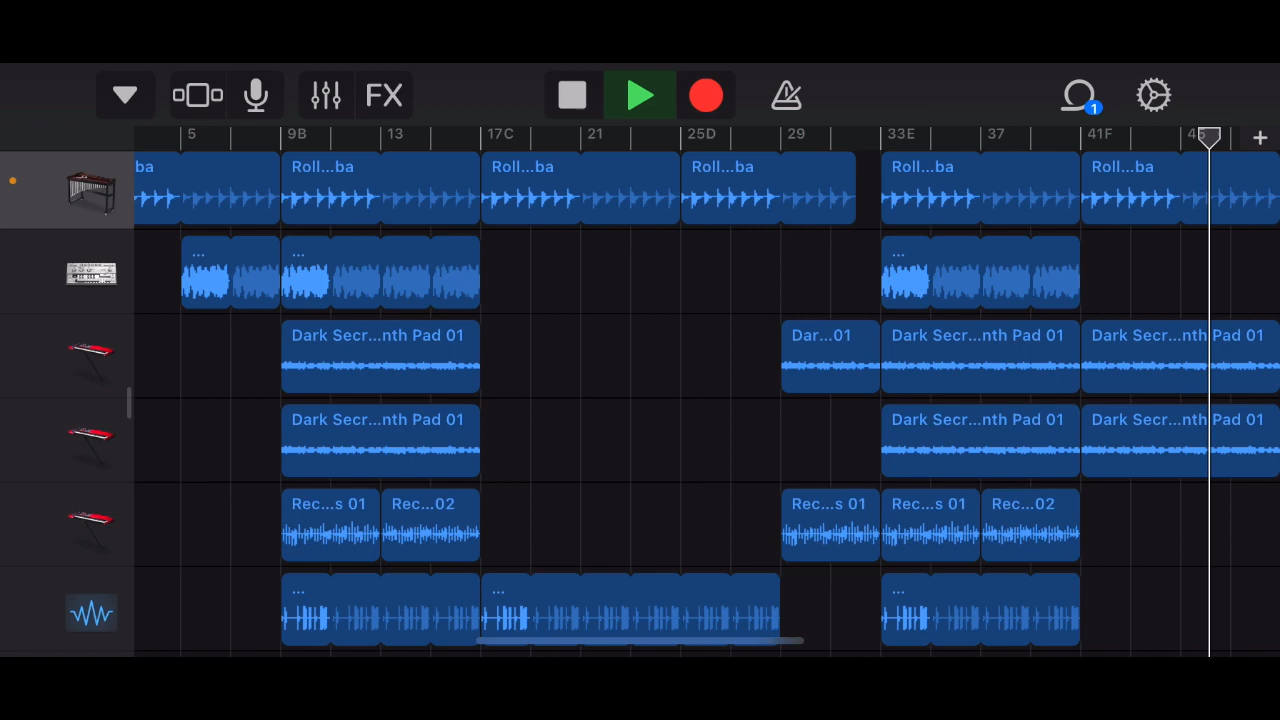 FX
1
5 9B 13 17C 21 25D 29 33E 37 41F
ba Roll...ba Roll...ba Roll...ba Roll...ba Roll...ba
... ... ...
Dark Secr...nth Pad 01 Dar...01 Dark Secr...nth Pad 01 Dark Secr...nth Pad 01
Dark Secr...nth Pad 01 Dark Secr...nth Pad 01 Dark Secr...nth Pad 01
Rec...s 01 Rec...02 Rec...s 01 Rec...s 01 Rec...02
... ... ...